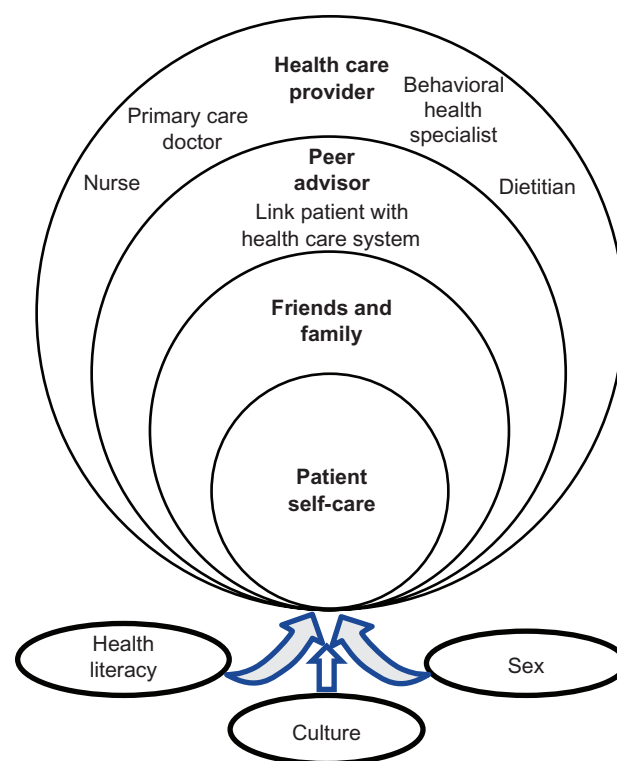 Health care
provider
Behavioral
health
specialist
Primary care
doctor
Nurse
Dietitian
Peer
advisor
Link patient with
health care system
Friends and
family
Patient
self-care
Health
literacy
Sex
Culture